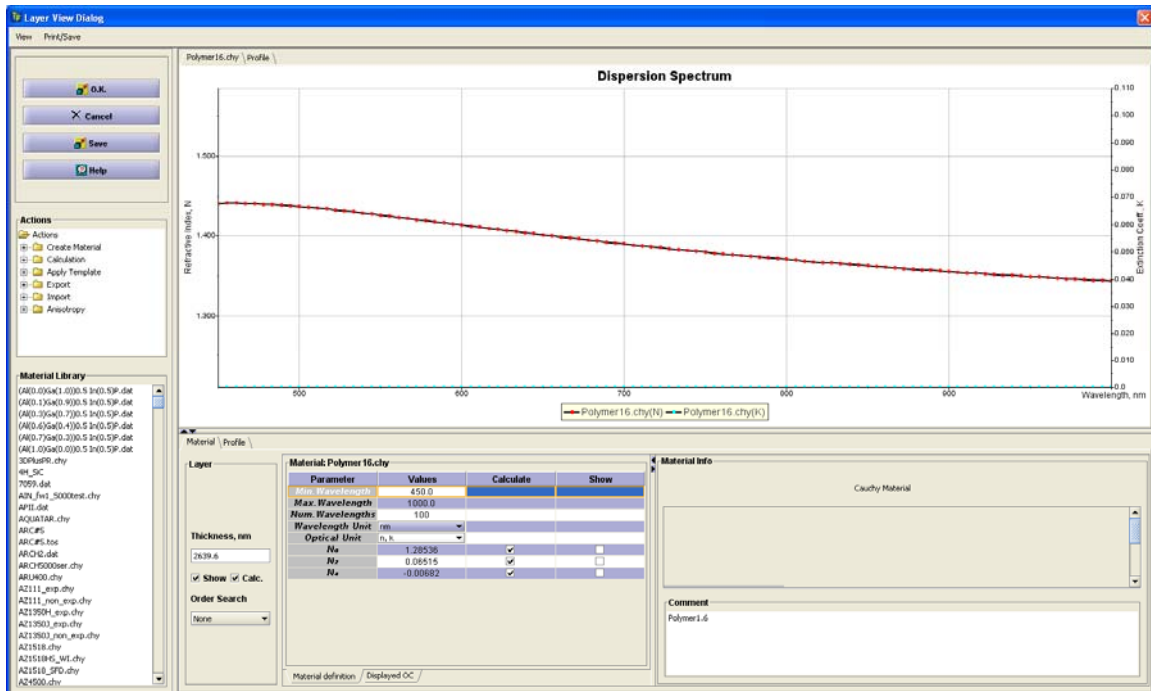 Layer View Dialog
View Print/Save
O.K.
Cancel
Save
Help
Actions
Actions
Create Material
Calculation
Apply Template
Export
Import
Anisotropy
Material Library
(Al(0.0)Ga(1.0))0.5 In(0.5)P.dat
(Al(0.1)Ga(0.9))0.5 In(0.5)P.dat
(Al(0.3)Ga(0.7))0.5 In(0.5)P.dat
(Al(0.6)Ga(0.4))0.5 In(0.5)P.dat
(Al(0.7)Ga(0.3))0.5 In(0.5)P.dat
(Al(1.0)Ga(0.0))0.5 In(0.5)P.dat
3DPlusPR.chy
4H_SiC
7059.dat
AIN_fw1_5000test.chy
APII.dat
AQUATAR.chy
ARC#5
ARC#5.tos
ARCH2.dat
ARCH5000ser.chy
ARU400.chy
AZ111_exp.chy
AZ111_non_exp.chy
AZ1350H_exp.chy
AZ1350J_exp.chy
AZ1350J_non_exp.chy
AZ1518.chy
AZ1518HS_WI.chy
AZ1518_SFD.chy
AZ4500.chy
Polymer16.chy Profile
Dispersion Spectrum
Refractive Index, N
1.500
1.400
1.300
0.110
0.100
0.090
0.080
0.070
0.060
0.050
0.040
0.030
0.020
0.010
0.0
Extinction Coeff., K
500 600 700 800 900
Wavelength, nm
Polymer16.chy(N) Polymer16.chy(K)
Material Profile
Layer
Thickness, nm
2639.6
Show Calc.
Order Search
None
Material: Polymer16.chy
Parameter Values Calculate Show
Min.Wavelength 450.0
Max.Wavelength 1000.0
Num.Wavelengths 100
Wavelength Unit nm
Optical Unit n, k
N₀ 1.28536
N₂ 0.08515
N₄ -0.00682
Material definition Displayed OC
Material Info
Cauchy Material
Comment
Polymer1.6